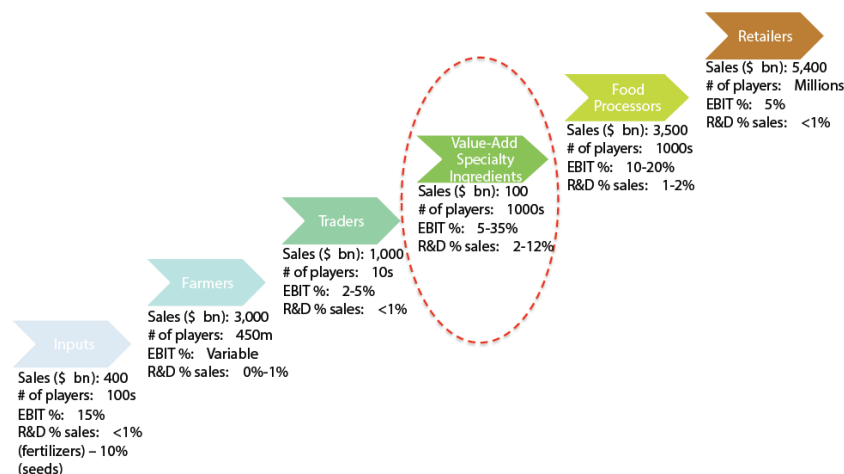 Retailers
Sales ($ bn): 5,400
# of players: Millions
EBIT %: 5%
R&D % sales: <1%
Food
Processors
Sales ($ bn): 3,500
# of players: 1000s
EBIT %: 10-20%
R&D % sales: 1-2%
Value-Add
Specialty
Ingredients
Sales ($ bn): 100
# of players: 1000s
EBIT %: 5-35%
R&D % sales: 2-12%
Traders
Sales ($ bn): 1,000
# of players: 10s
EBIT %: 2-5%
R&D % sales: <1%
Farmers
Sales ($ bn): 3,000
# of players: 450m
EBIT %: Variable
R&D % sales: 0%-1%
Inputs
Sales ($ bn): 400
# of players: 100s
EBIT %: 15%
R&D % sales: <1%
(fertilizers) – 10%
(seeds)